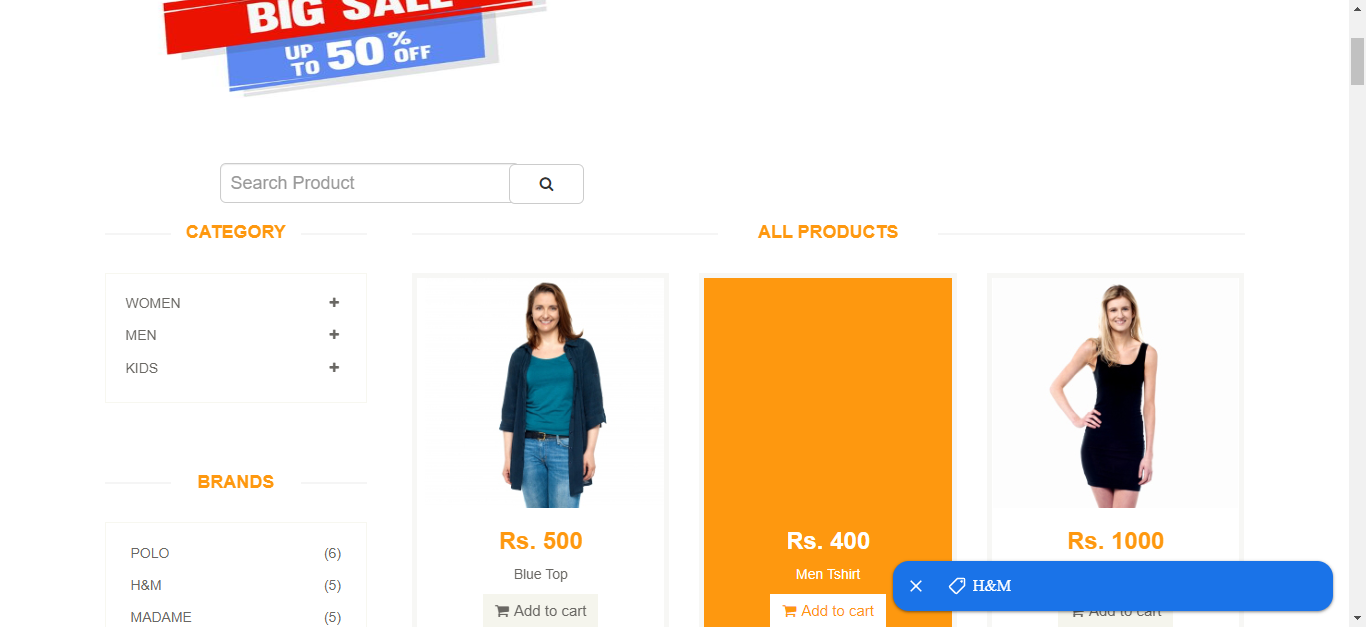 BIG SALE
UP TO 50% OFF
Search Product
CATEGORY
ALL PRODUCTS
WOMEN
MEN
KIDS
BRANDS
POLO (6)
H&M (5)
MADAME (5)
Rs. 500
Blue Top
Add to cart
Rs. 400
Men Tshirt
Add to cart
Rs. 1000
Add to cart
H&M